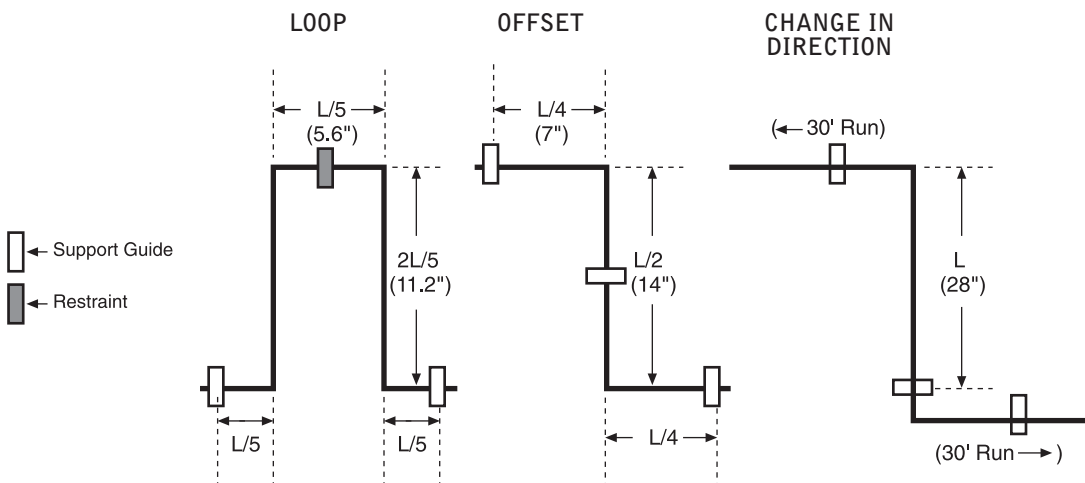 LOOP
OFFSET
CHANGE IN
DIRECTION
L/5
(5.6")
L/4
(7")
(← 30' Run)
Support Guide
Restraint
2L/5
(11.2")
L/2
(14")
L
(28")
L/5
L/5
L/4
(30' Run → )